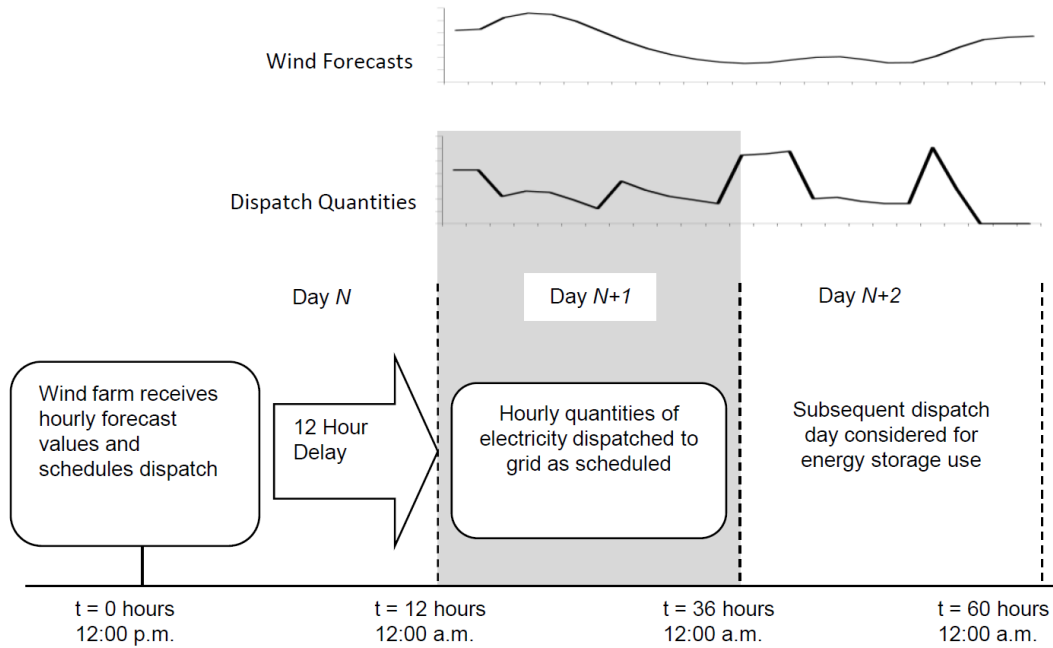 Wind Forecasts
Dispatch Quantities
Day N
Day N+1
Day N+2
Wind farm receives
hourly forecast
values and
schedules dispatch
12 Hour
Delay
Hourly quantities of
electricity dispatched to
grid as scheduled
Subsequent dispatch
day considered for
energy storage use
t = 0 hours
12:00 p.m.
t = 12 hours
12:00 a.m.
t = 36 hours
12:00 a.m.
t = 60 hours
12:00 a.m.